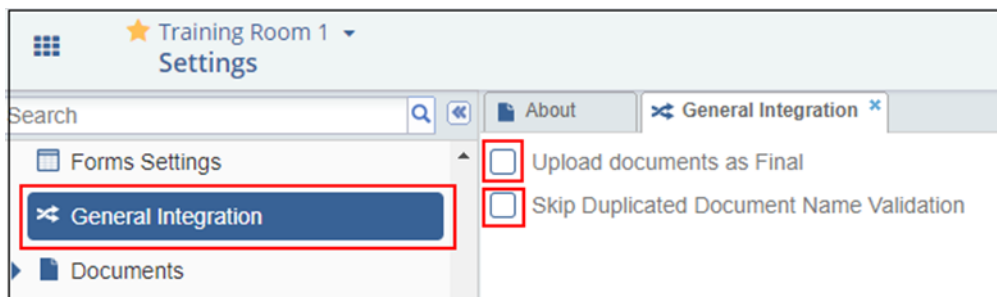 Training Room 1
Settings
Search
About
General Integration
Forms Settings
General Integration
Documents
Upload documents as Final
Skip Duplicated Document Name Validation